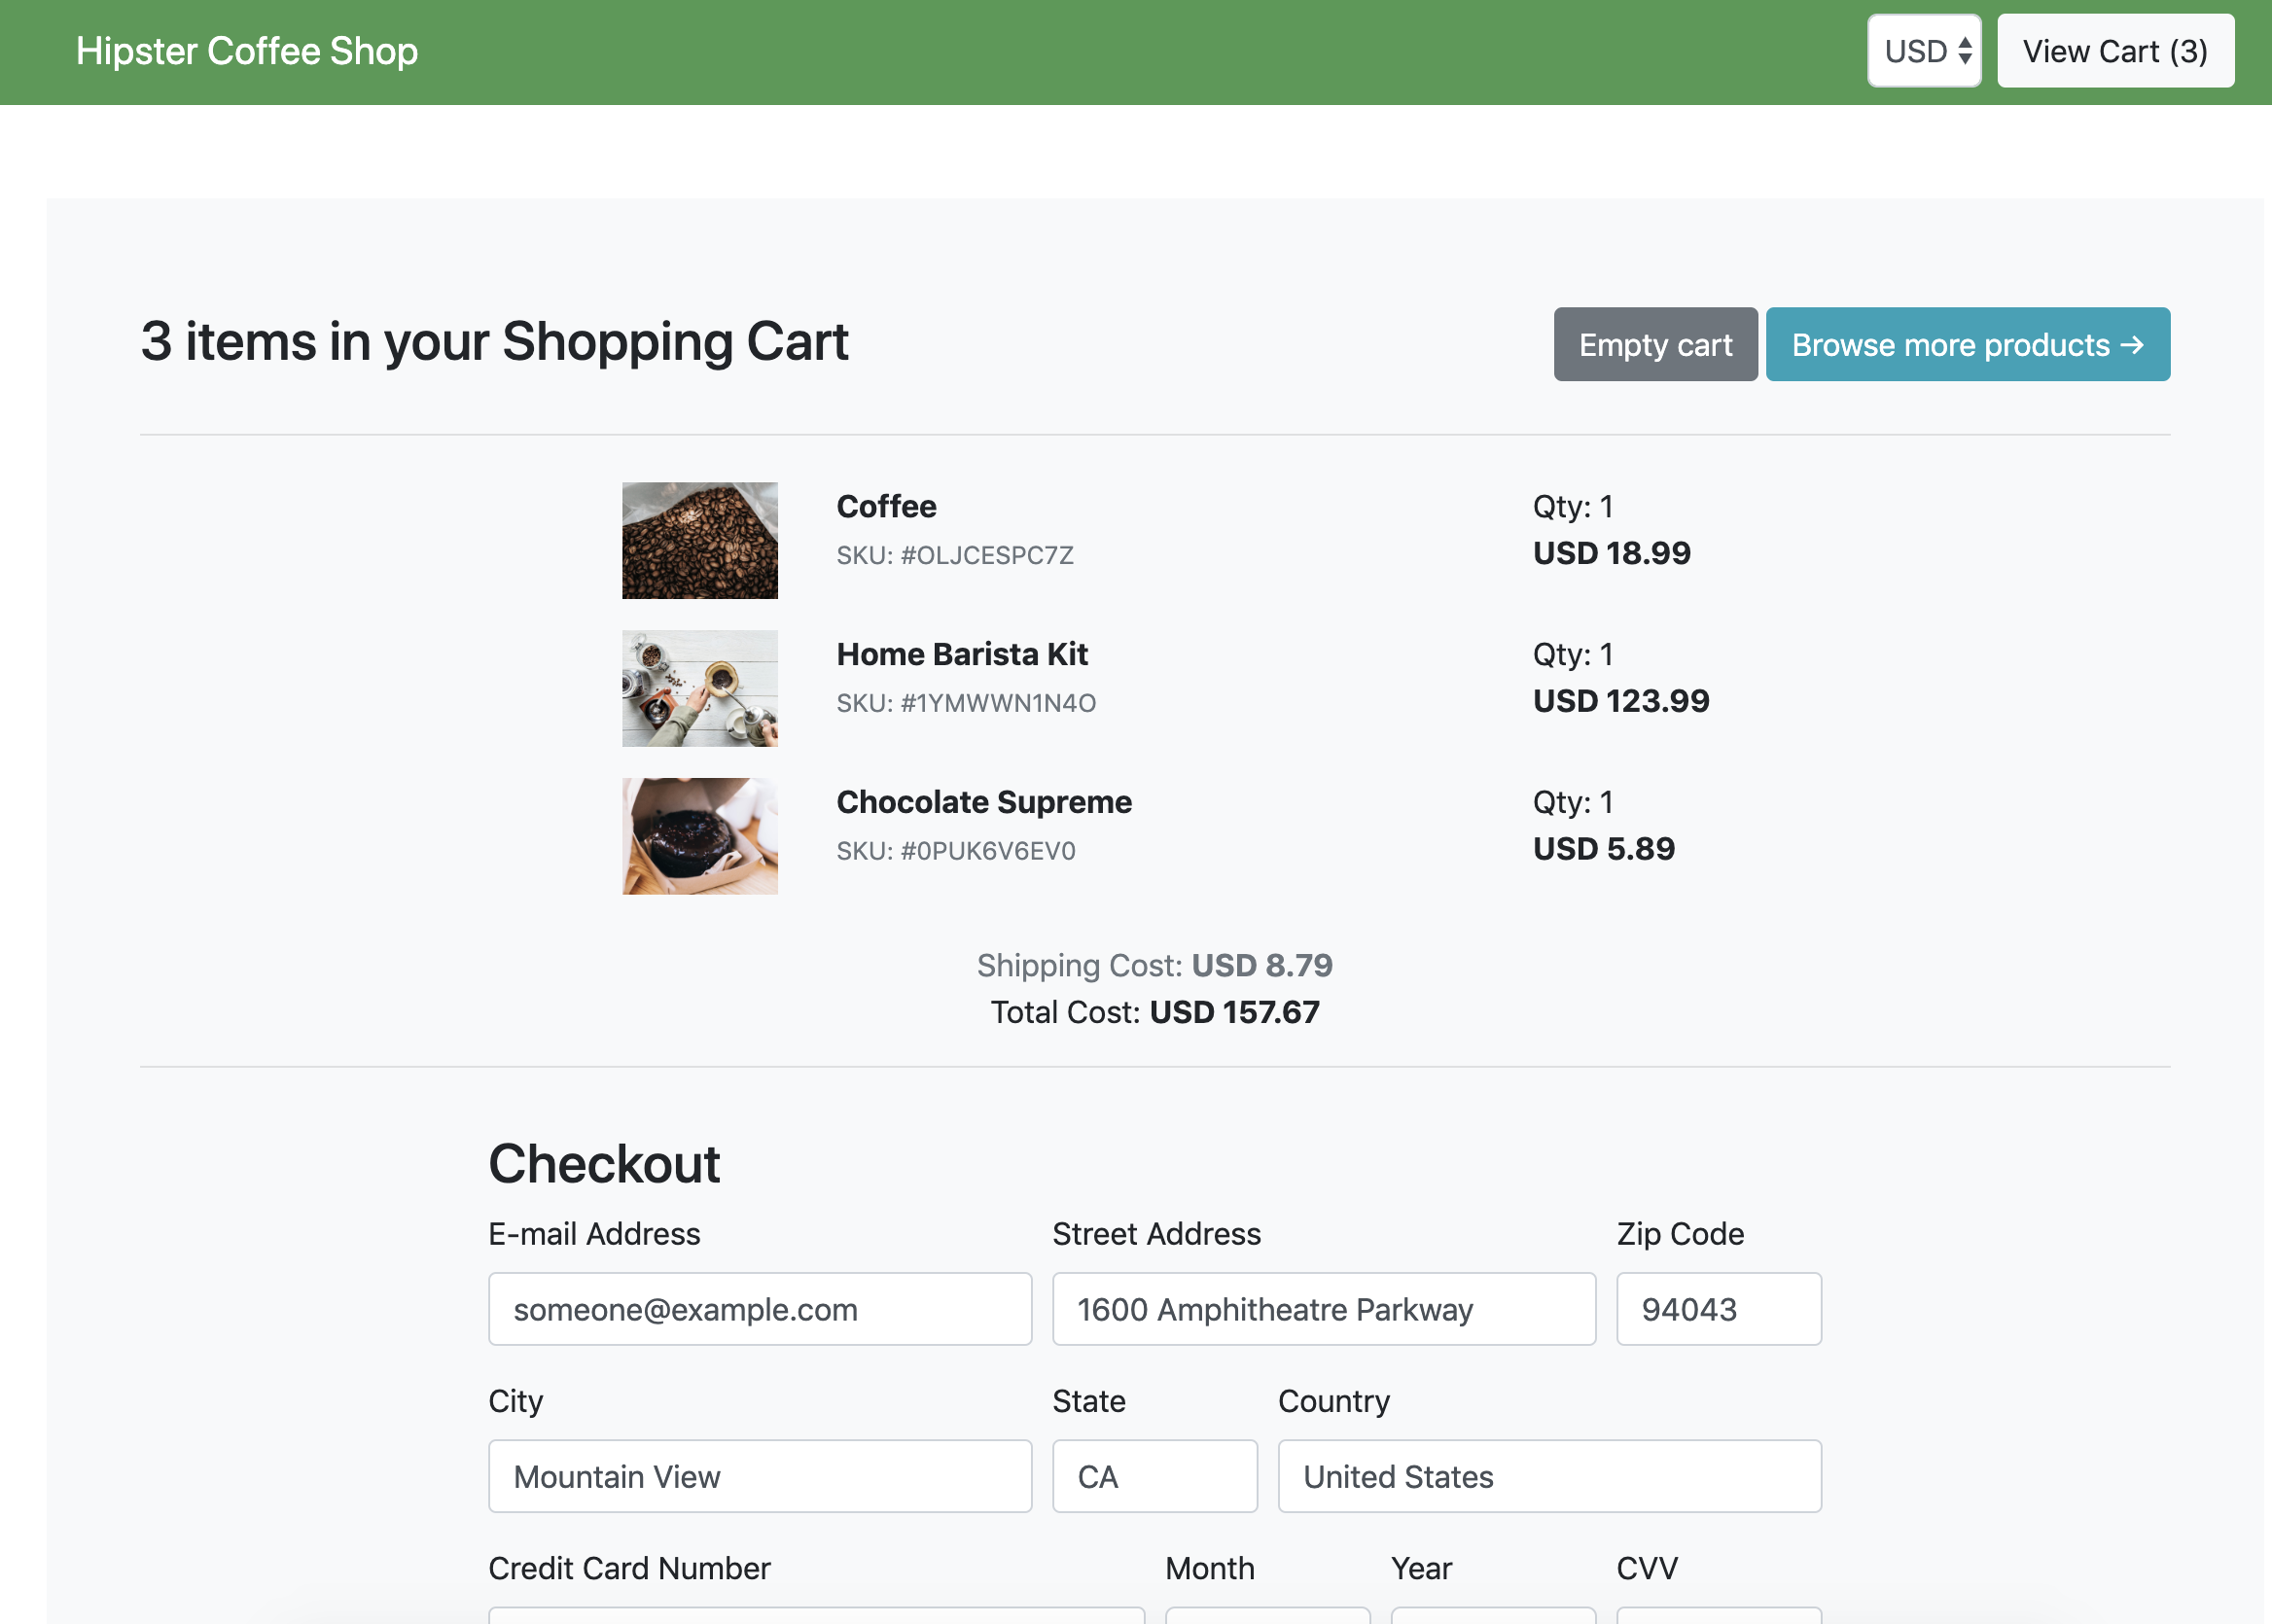 Hipster Coffee Shop
USD
View Cart (3)
3 items in your Shopping Cart
Empty cart
Browse more products →
Coffee
SKU: #OLJCESPC7Z
Qty: 1
USD 18.99
Home Barista Kit
SKU: #1YMWWN1N4O
Qty: 1
USD 123.99
Chocolate Supreme
SKU: #0PUK6V6EV0
Qty: 1
USD 5.89
Shipping Cost: USD 8.79
Total Cost: USD 157.67
Checkout
E-mail Address
Street Address
Zip Code
someone@example.com
1600 Amphitheatre Parkway
94043
City
State
Country
Mountain View
CA
United States
Credit Card Number
Month
Year
CVV